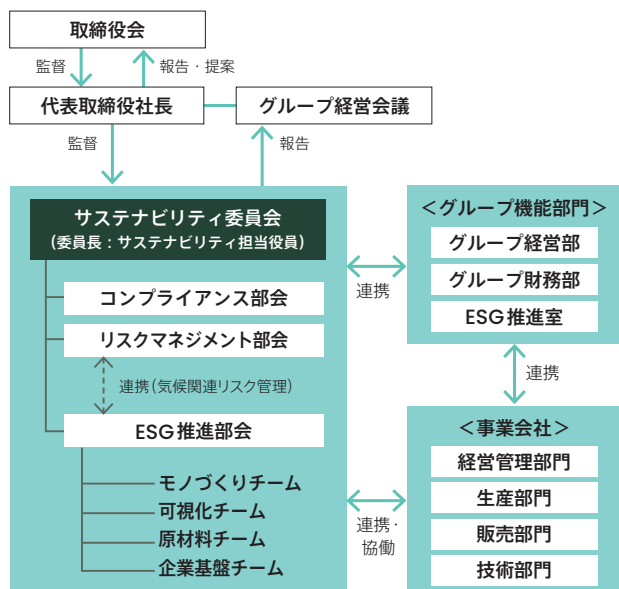 取締役会
監督
報告・提案
代表取締役社長
グループ経営会議
監督
報告
サステナビリティ委員会
(委員長：サステナビリティ担当役員)
コンプライアンス部会
リスクマネジメント部会
連携(気候関連リスク管理)
ESG推進部会
モノづくりチーム
可視化チーム
原材料チーム
企業基盤チーム
連携
＜グループ機能部門＞
グループ経営部
グループ財務部
ESG推進室
連携
連携・
協働
＜事業会社＞
経営管理部門
生産部門
販売部門
技術部門